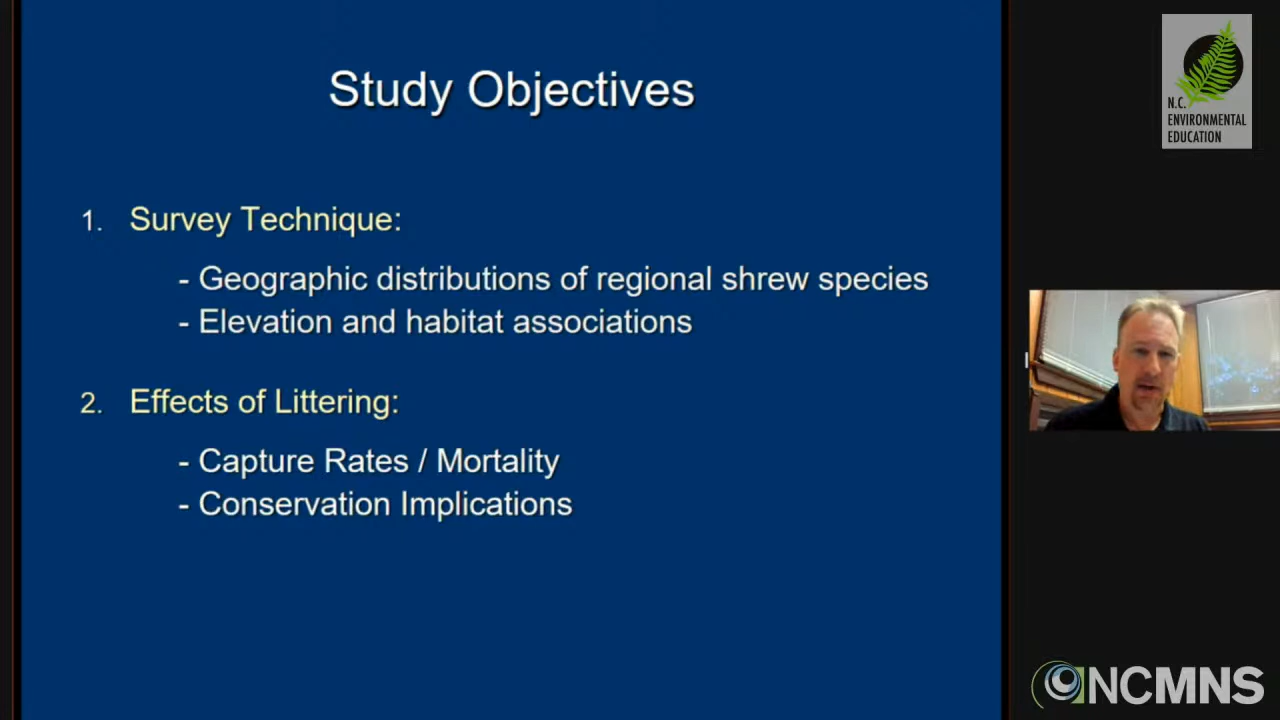 Study Objectives
1. Survey Technique:
- Geographic distributions of regional shrew species
- Elevation and habitat associations
2. Effects of Littering:
- Capture Rates / Mortality
- Conservation Implications
N.C.
ENVIRONMENTAL
EDUCATION
NCMNS